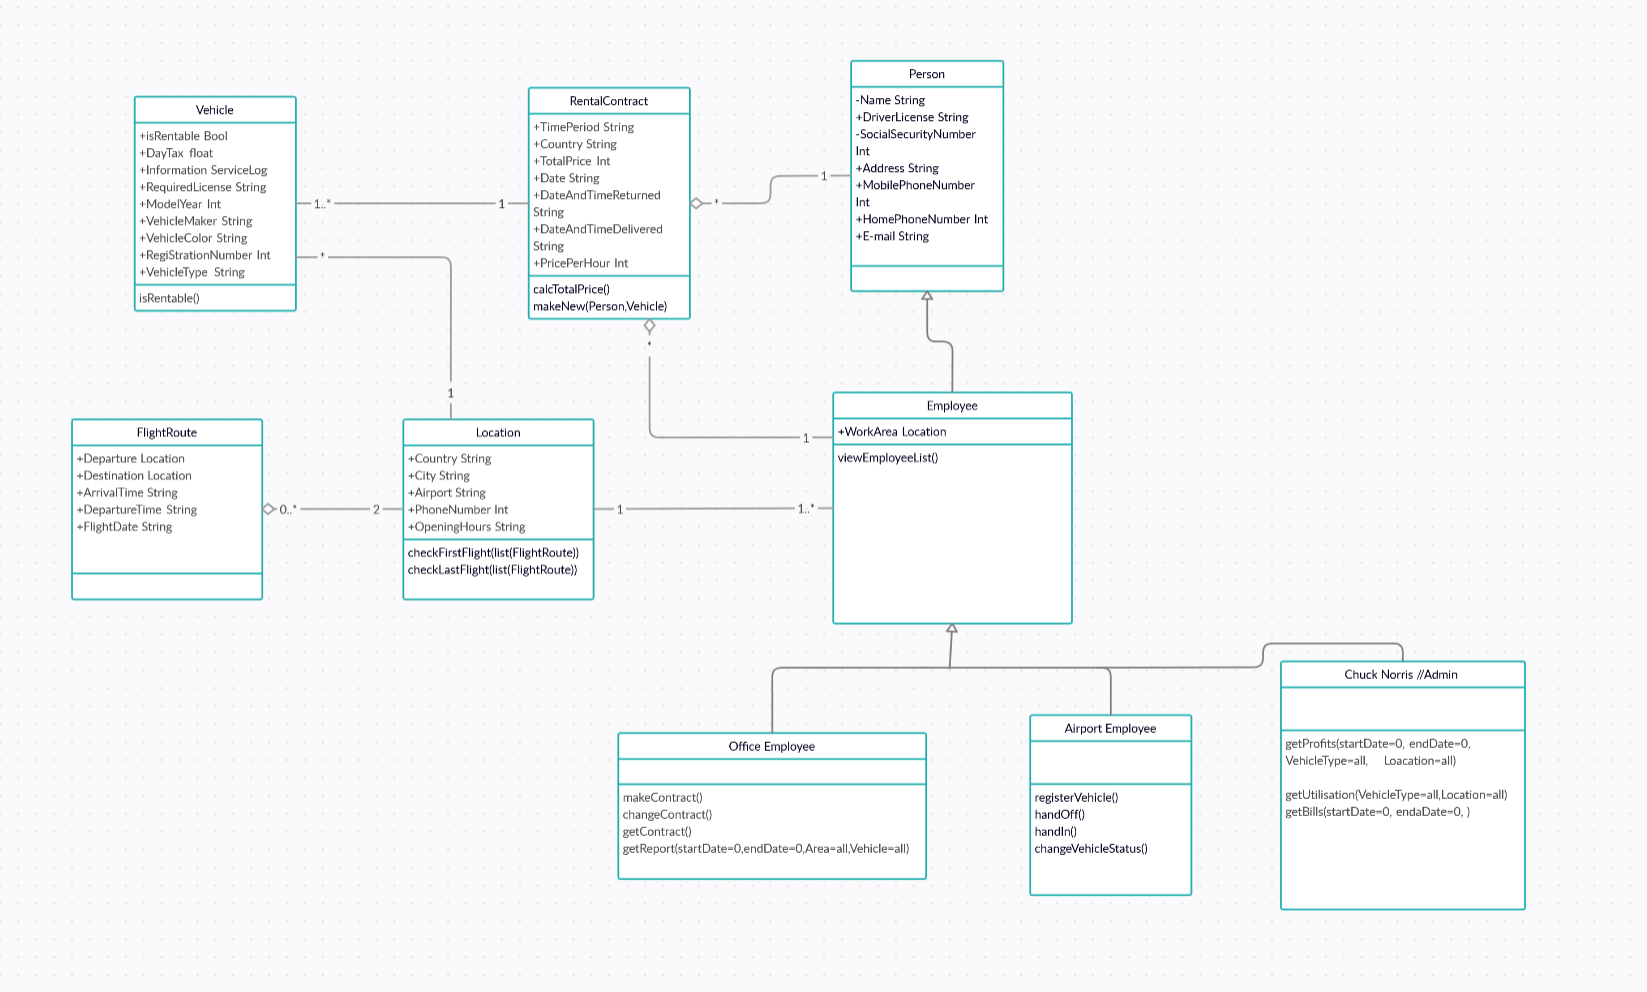 Vehicle
+isRentable Bool
+DayTax float
+Information ServiceLog
+RequiredLicense String
+ModelYear Int
+VehicleMaker String
+VehicleColor String
+RegiStrationNumber Int
+VehicleType String
isRentable()
1..*
1
*
1
RentalContract
+TimePeriod String
+Country String
+TotalPrice Int
+Date String
+DateAndTimeReturned
String
+DateAndTimeDelivered
String
+PricePerHour Int
calcTotalPrice()
makeNew(Person,Vehicle)
*
1
*
1
Person
-Name String
+DriverLicense String
-SocialSecurityNumber
Int
+Address String
+MobilePhoneNumber
Int
+HomePhoneNumber Int
+E-mail String
FlightRoute
+Departure Location
+Destination Location
+ArrivalTime String
+DepartureTime String
+FlightDate String
0..*
2
Location
+Country String
+City String
+Airport String
+PhoneNumber Int
+OpeningHours String
checkFirstFlight(list(FlightRoute))
checkLastFlight(list(FlightRoute))
1
1..*
Employee
+WorkArea Location
viewEmployeeList()
Office Employee
makeContract()
changeContract()
getContract()
getReport(startDate=0,endDate=0,Area=all,Vehicle=all)
Airport Employee
registerVehicle()
handOff()
handIn()
changeVehicleStatus()
Chuck Norris //Admin
getProfits(startDate=0, endDate=0,
VehicleType=all, Loacation=all)
getUtilisation(VehicleType=all,Location=all)
getBills(startDate=0, endaDate=0, )